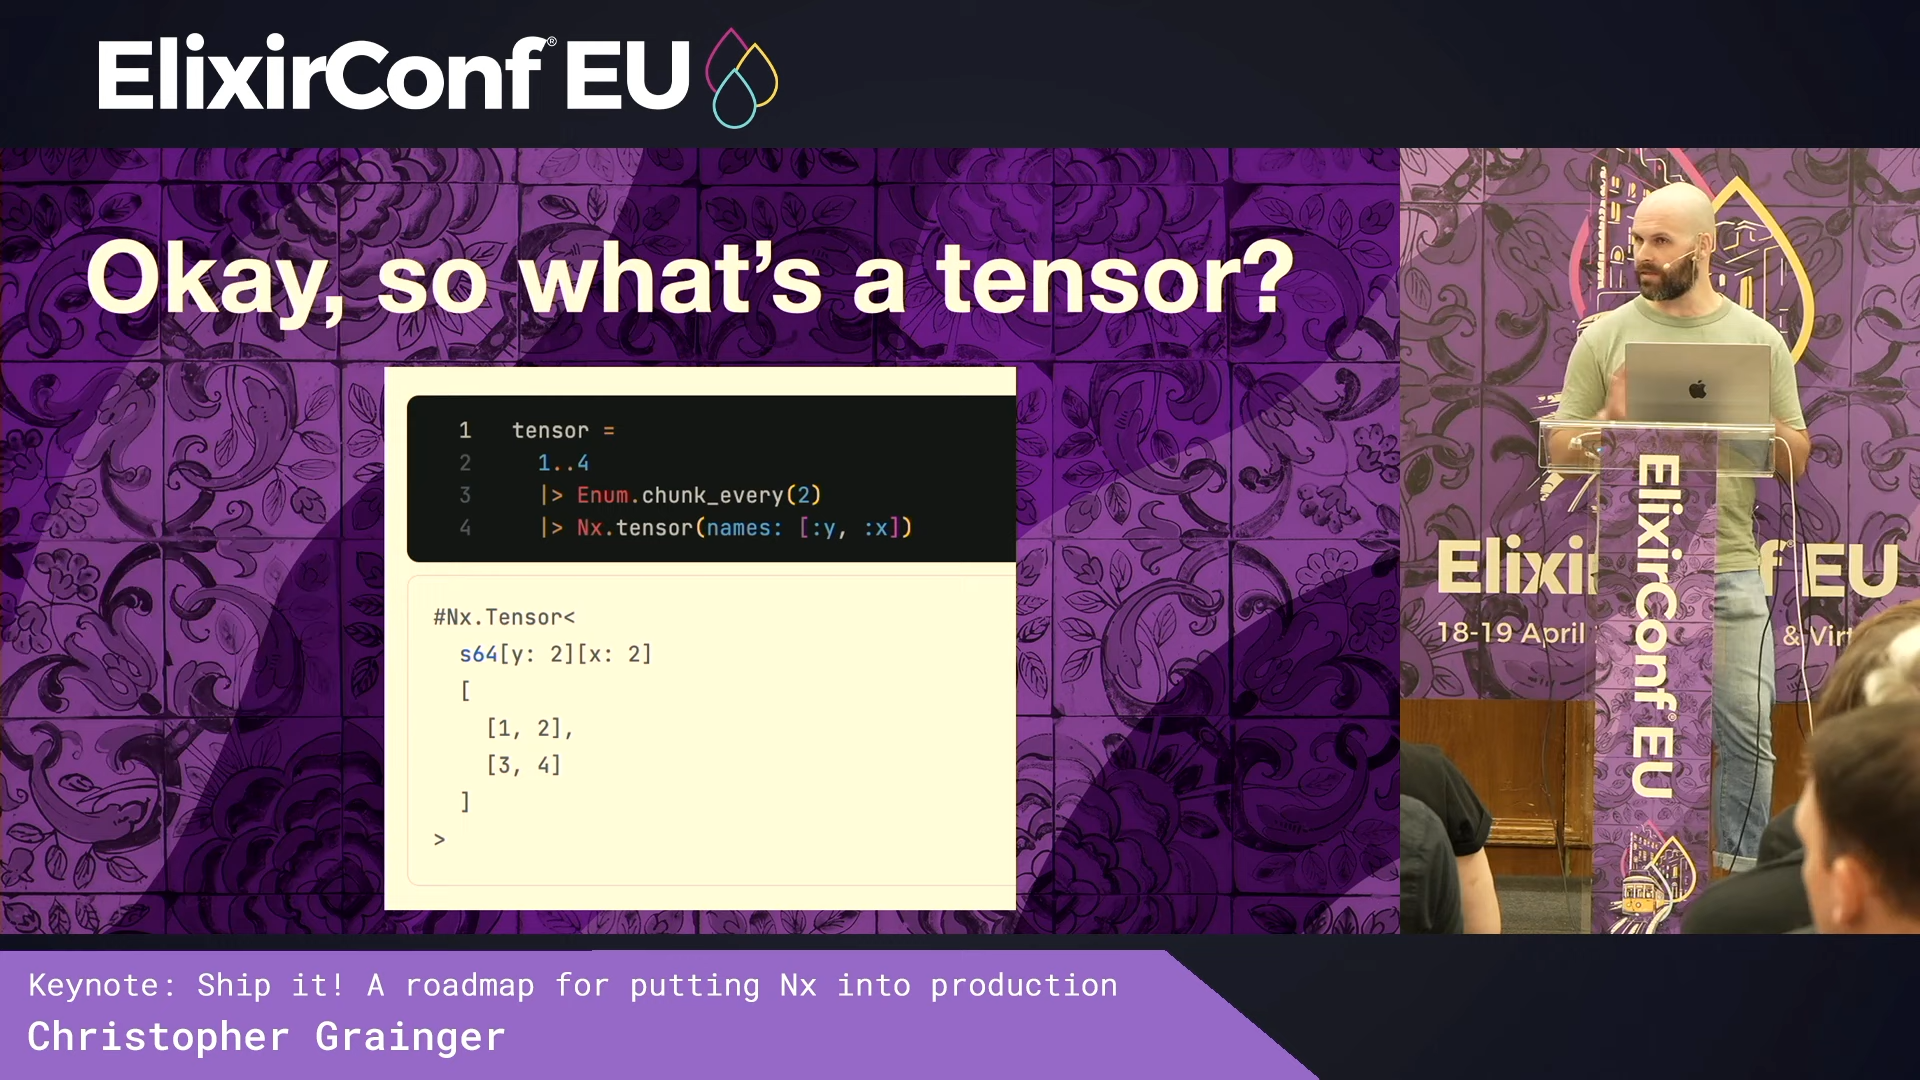 ElixirConf® EU
Okay, so what's a tensor?
1 tensor =
2 1..4
3 |> Enum.chunk_every(2)
4 |> Nx.tensor(names: [:y, :x])
#Nx.Tensor<
s64[y: 2][x: 2]
[
[1, 2],
[3, 4]
]
>
ElixirConf® EU
Elixi
f® EU
18-19 April
& Virt
Keynote: Ship it! A roadmap for putting Nx into production
Christopher Grainger